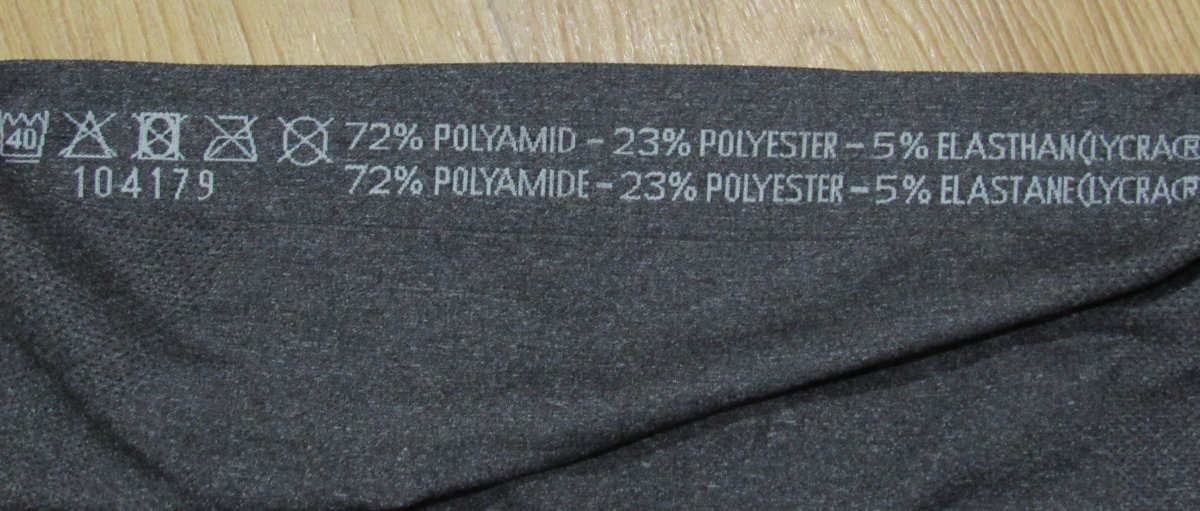 40 72% POLYAMID - 23% POLYESTER - 5% ELASTHAN(LYCRA®
104179 72% POLYAMIDE - 23% POLYESTER - 5% ELASTANE(LYCRA®